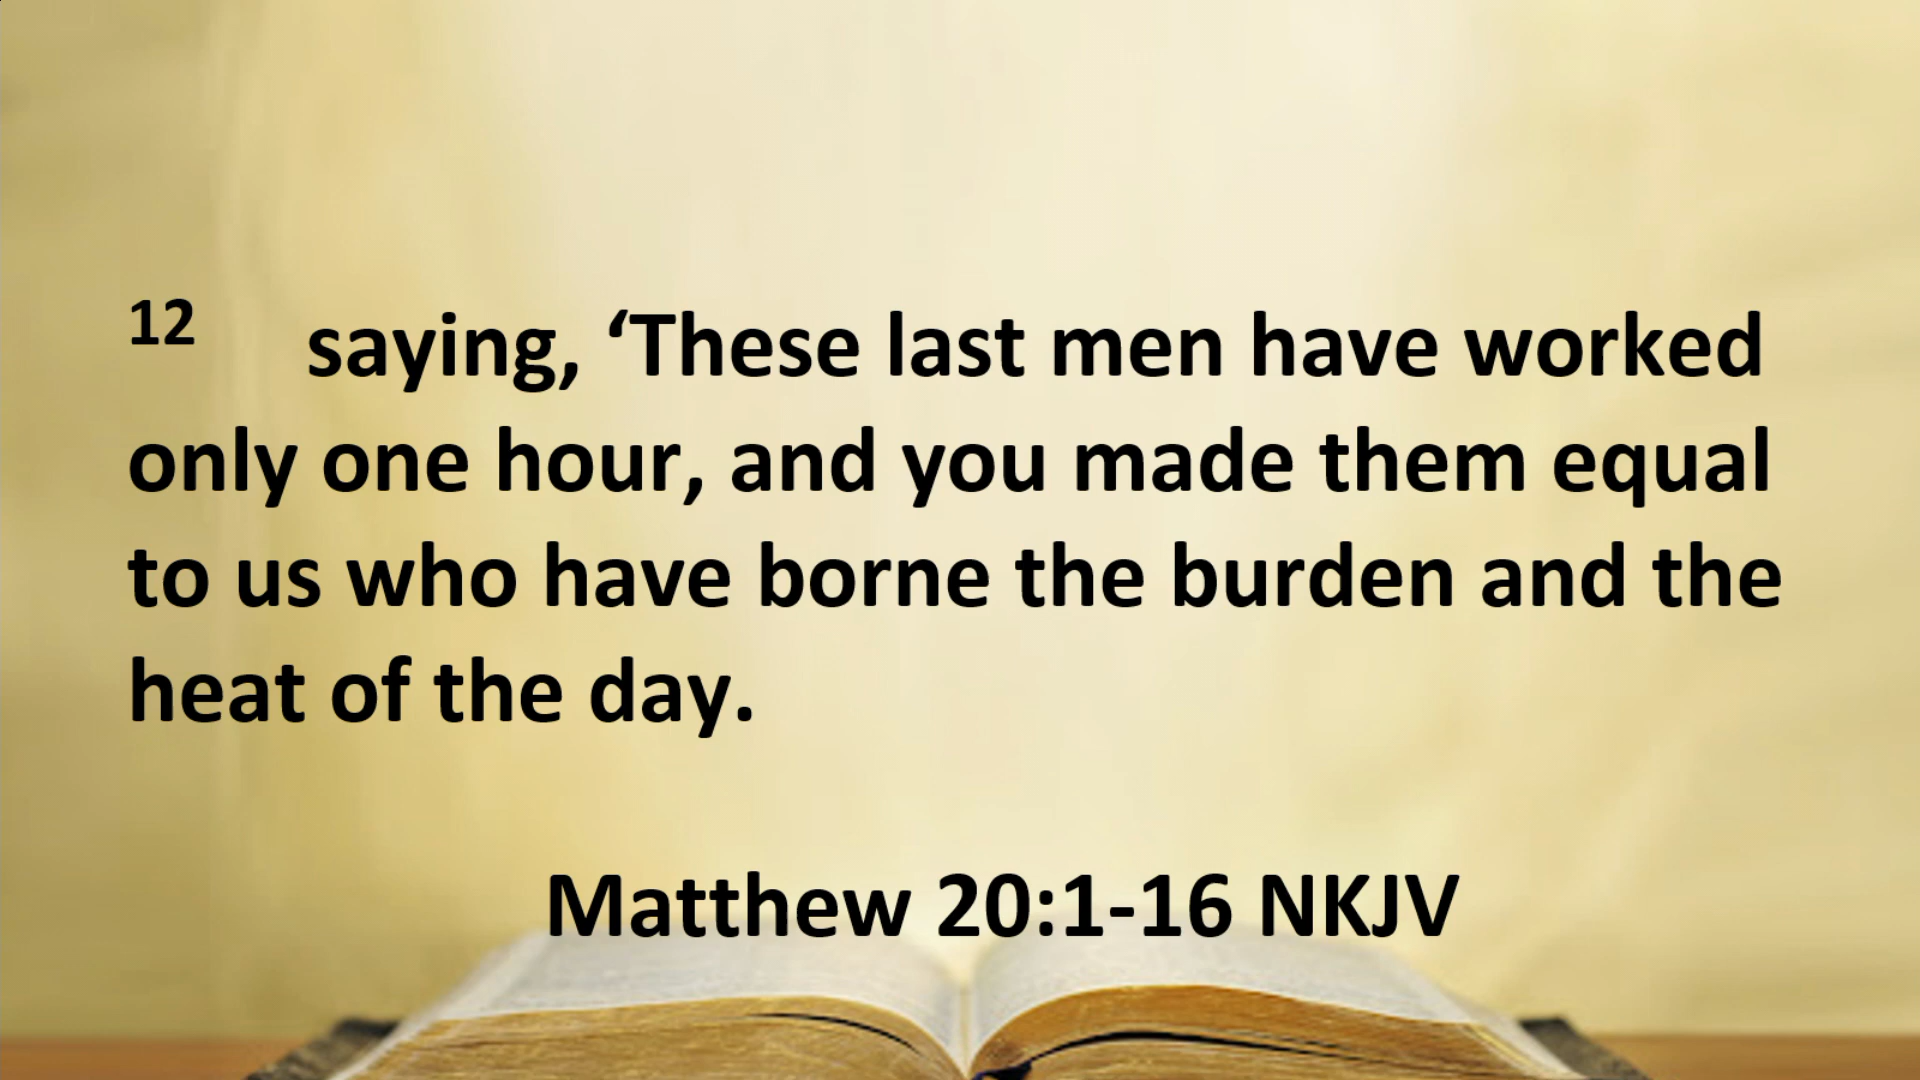 12 saying, ‘These last men have worked
only one hour, and you made them equal
to us who have borne the burden and the
heat of the day.
Matthew 20:1-16 NKJV